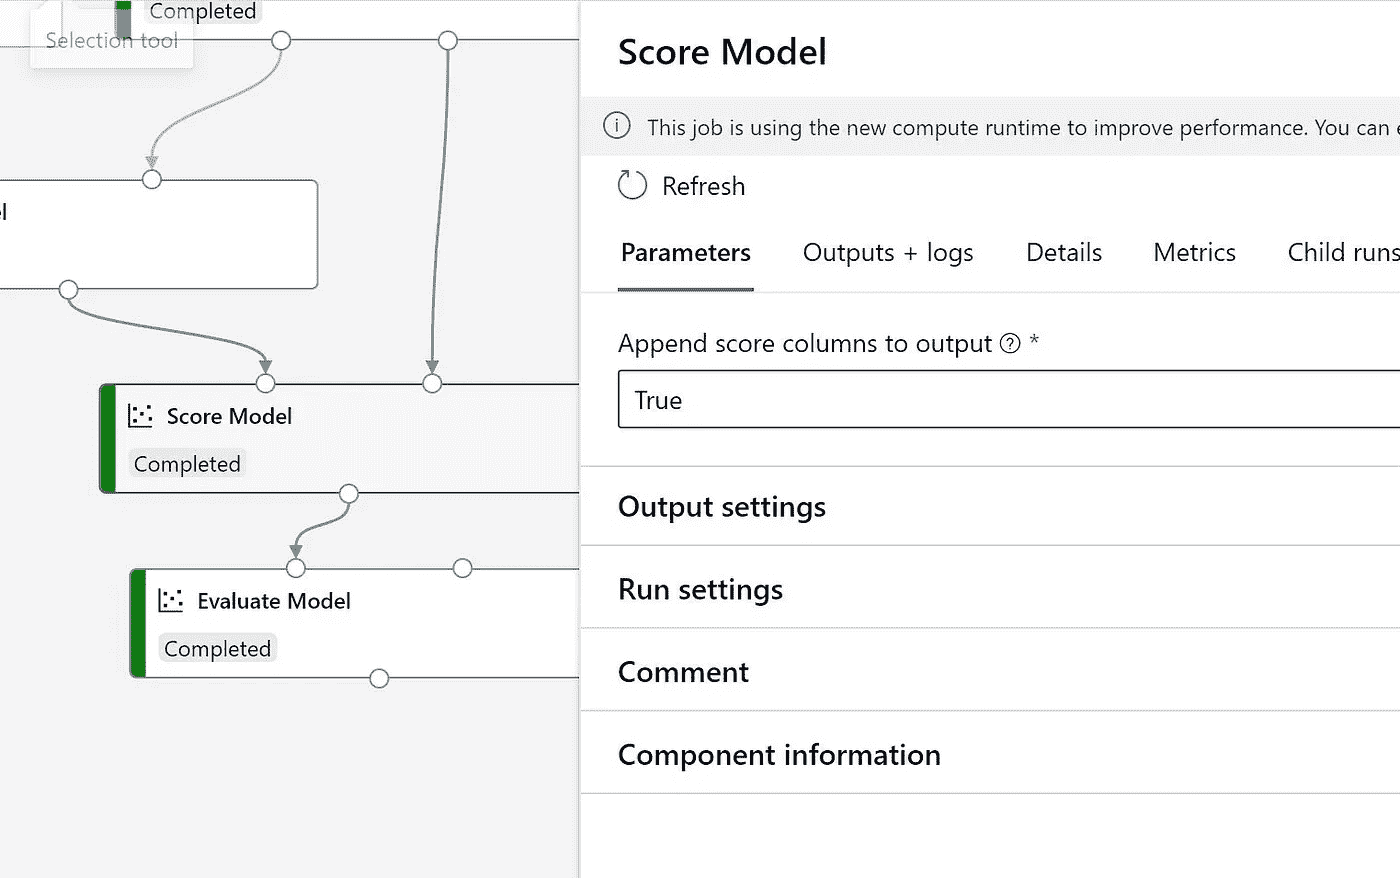 Completed
Selection tool
el
Score Model
Completed
Evaluate Model
Completed
Score Model
This job is using the new compute runtime to improve performance. You can e
Refresh
Parameters Outputs + logs Details Metrics Child runs
Append score columns to output *
True
Output settings
Run settings
Comment
Component information